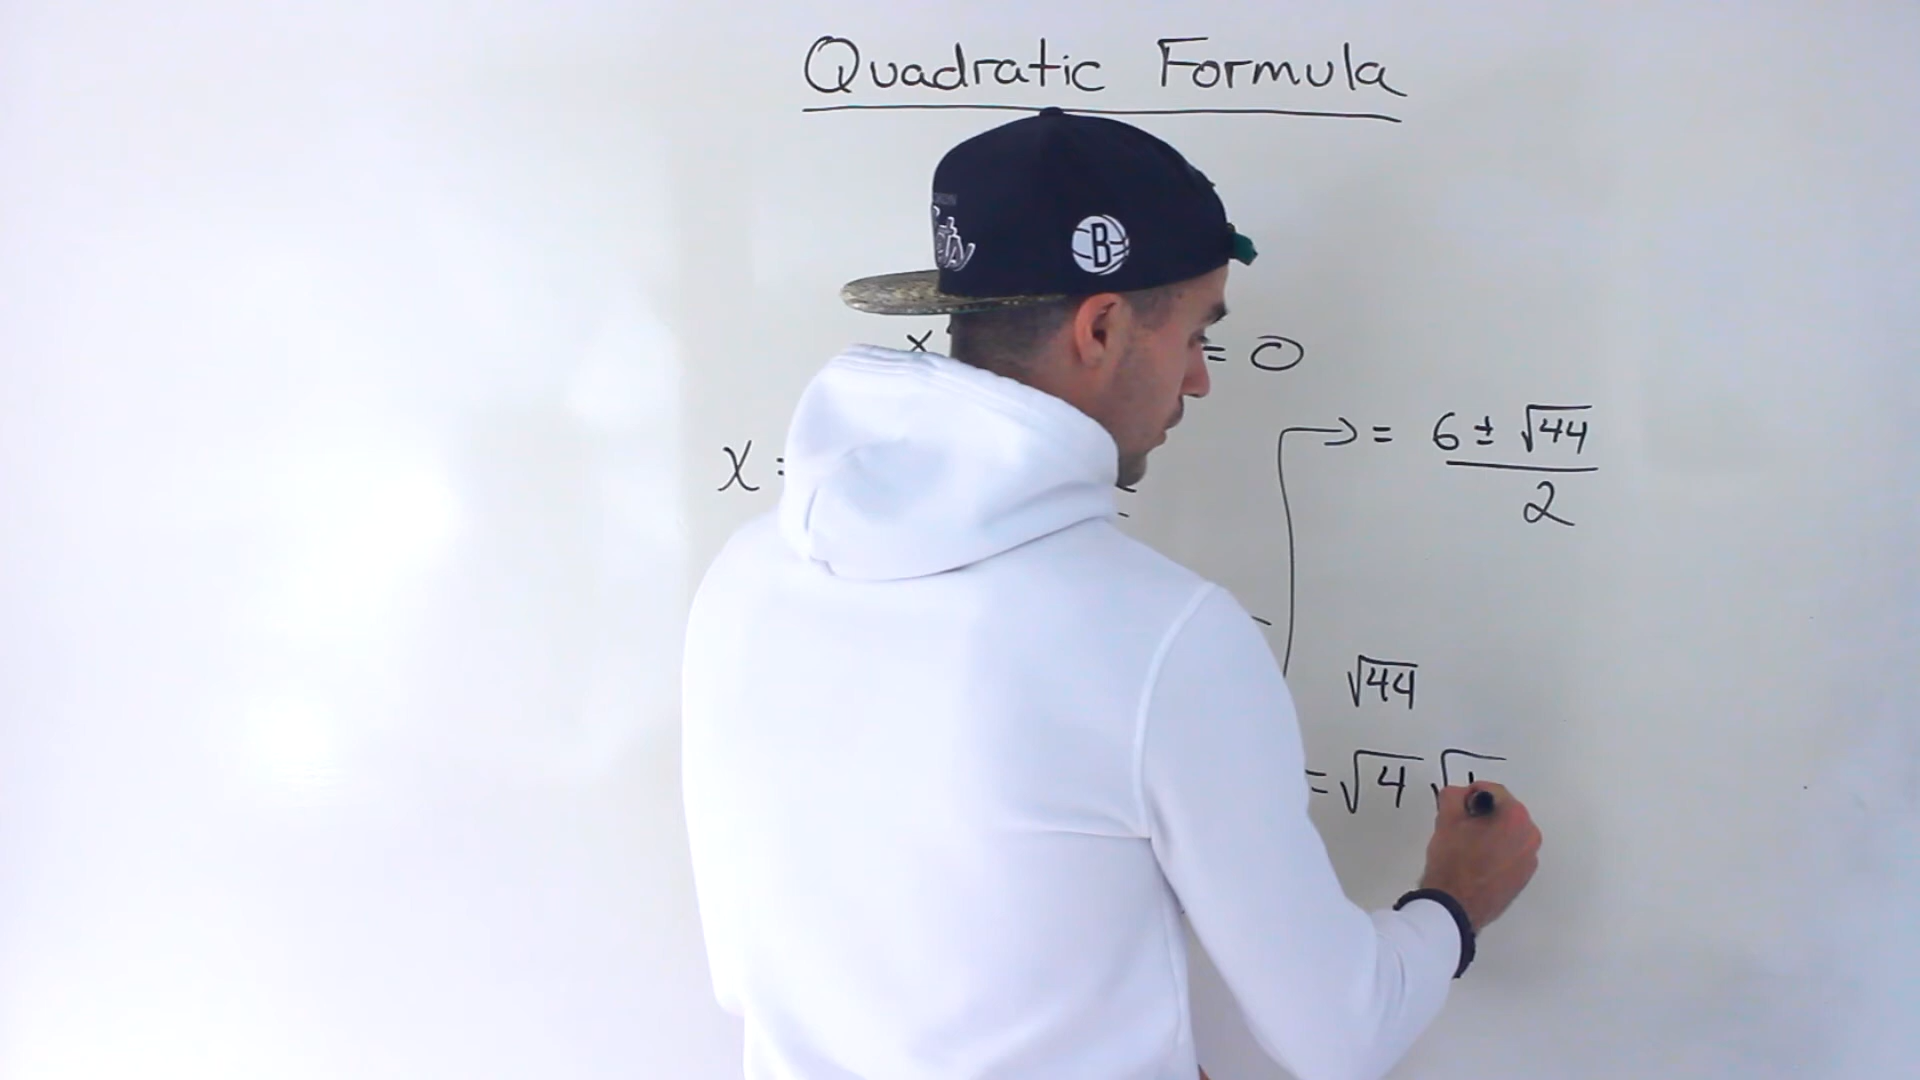 Quadratic Formula
B
x = 0
x = 
= 6 ± √44
2
√44
= √4 √